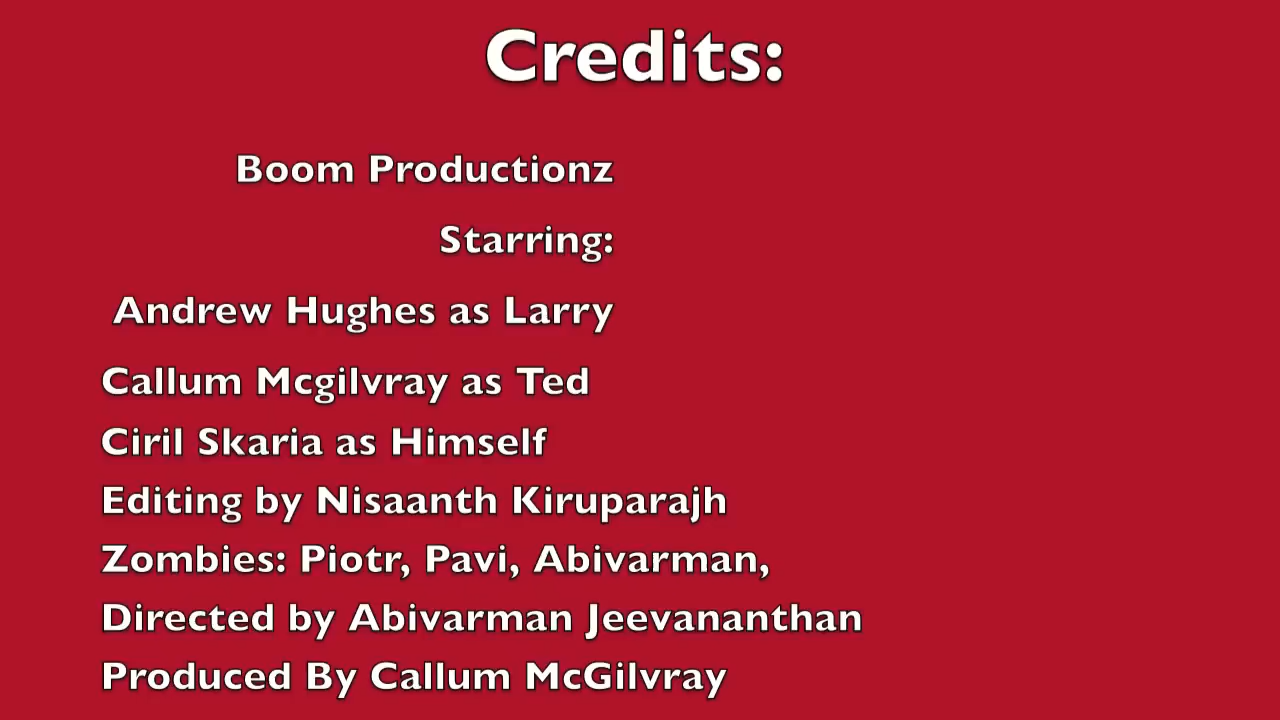 Credits:
Boom Productionz
Starring:
Andrew Hughes as Larry
Callum Mcgilvray as Ted
Ciril Skaria as Himself
Editing by Nisaanth Kiruparajh
Zombies: Piotr, Pavi, Abivarman,
Directed by Abivarman Jeevananthan
Produced By Callum McGilvray